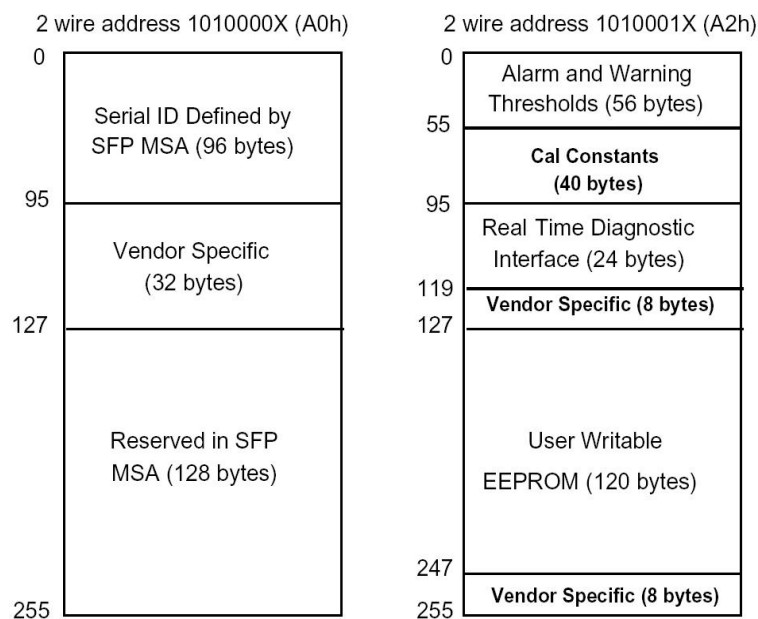 2 wire address 1010000X (A0h)
0
Serial ID Defined by
SFP MSA (96 bytes)
95
Vendor Specific
(32 bytes)
127
Reserved in SFP
MSA (128 bytes)
255
2 wire address 1010001X (A2h)
0
Alarm and Warning
Thresholds (56 bytes)
55
Cal Constants
(40 bytes)
95
Real Time Diagnostic
Interface (24 bytes)
119
Vendor Specific (8 bytes)
127
User Writable
EEPROM (120 bytes)
247
Vendor Specific (8 bytes)
255